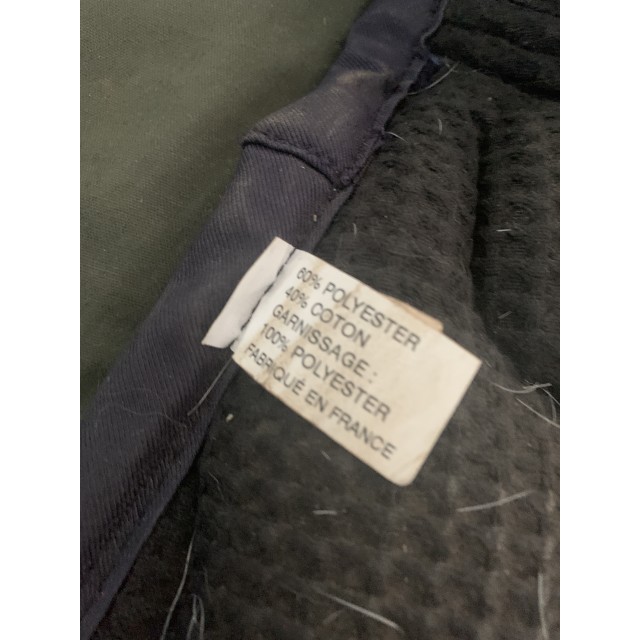 60% POLYESTER
40% COTON
GARNISSAGE :
100% POLYESTER
FABRIQUÉ EN FRANCE